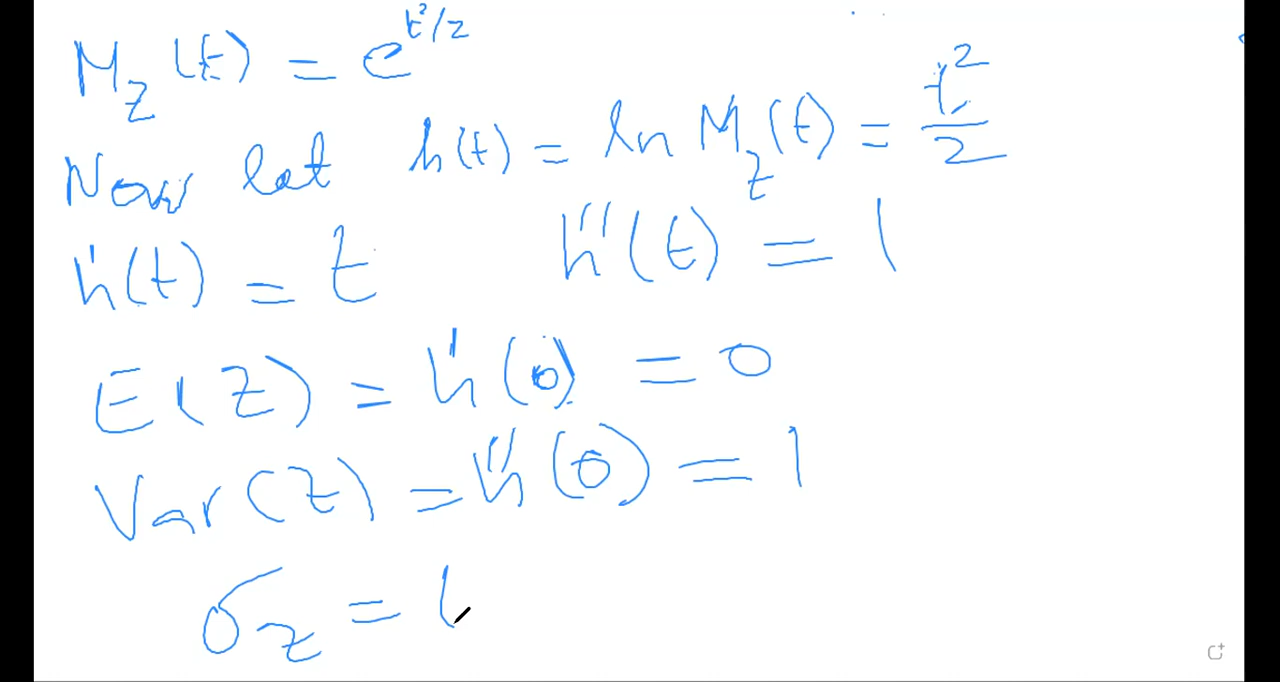 M_Z(t) = e^{t²/2}
Now let h(t) = ln M_Z(t) = t²/2
h'(t) = t h''(t) = 1
E(Z) = h'(0) = 0
Var(Z) = h''(0) = 1
σ_Z = 1